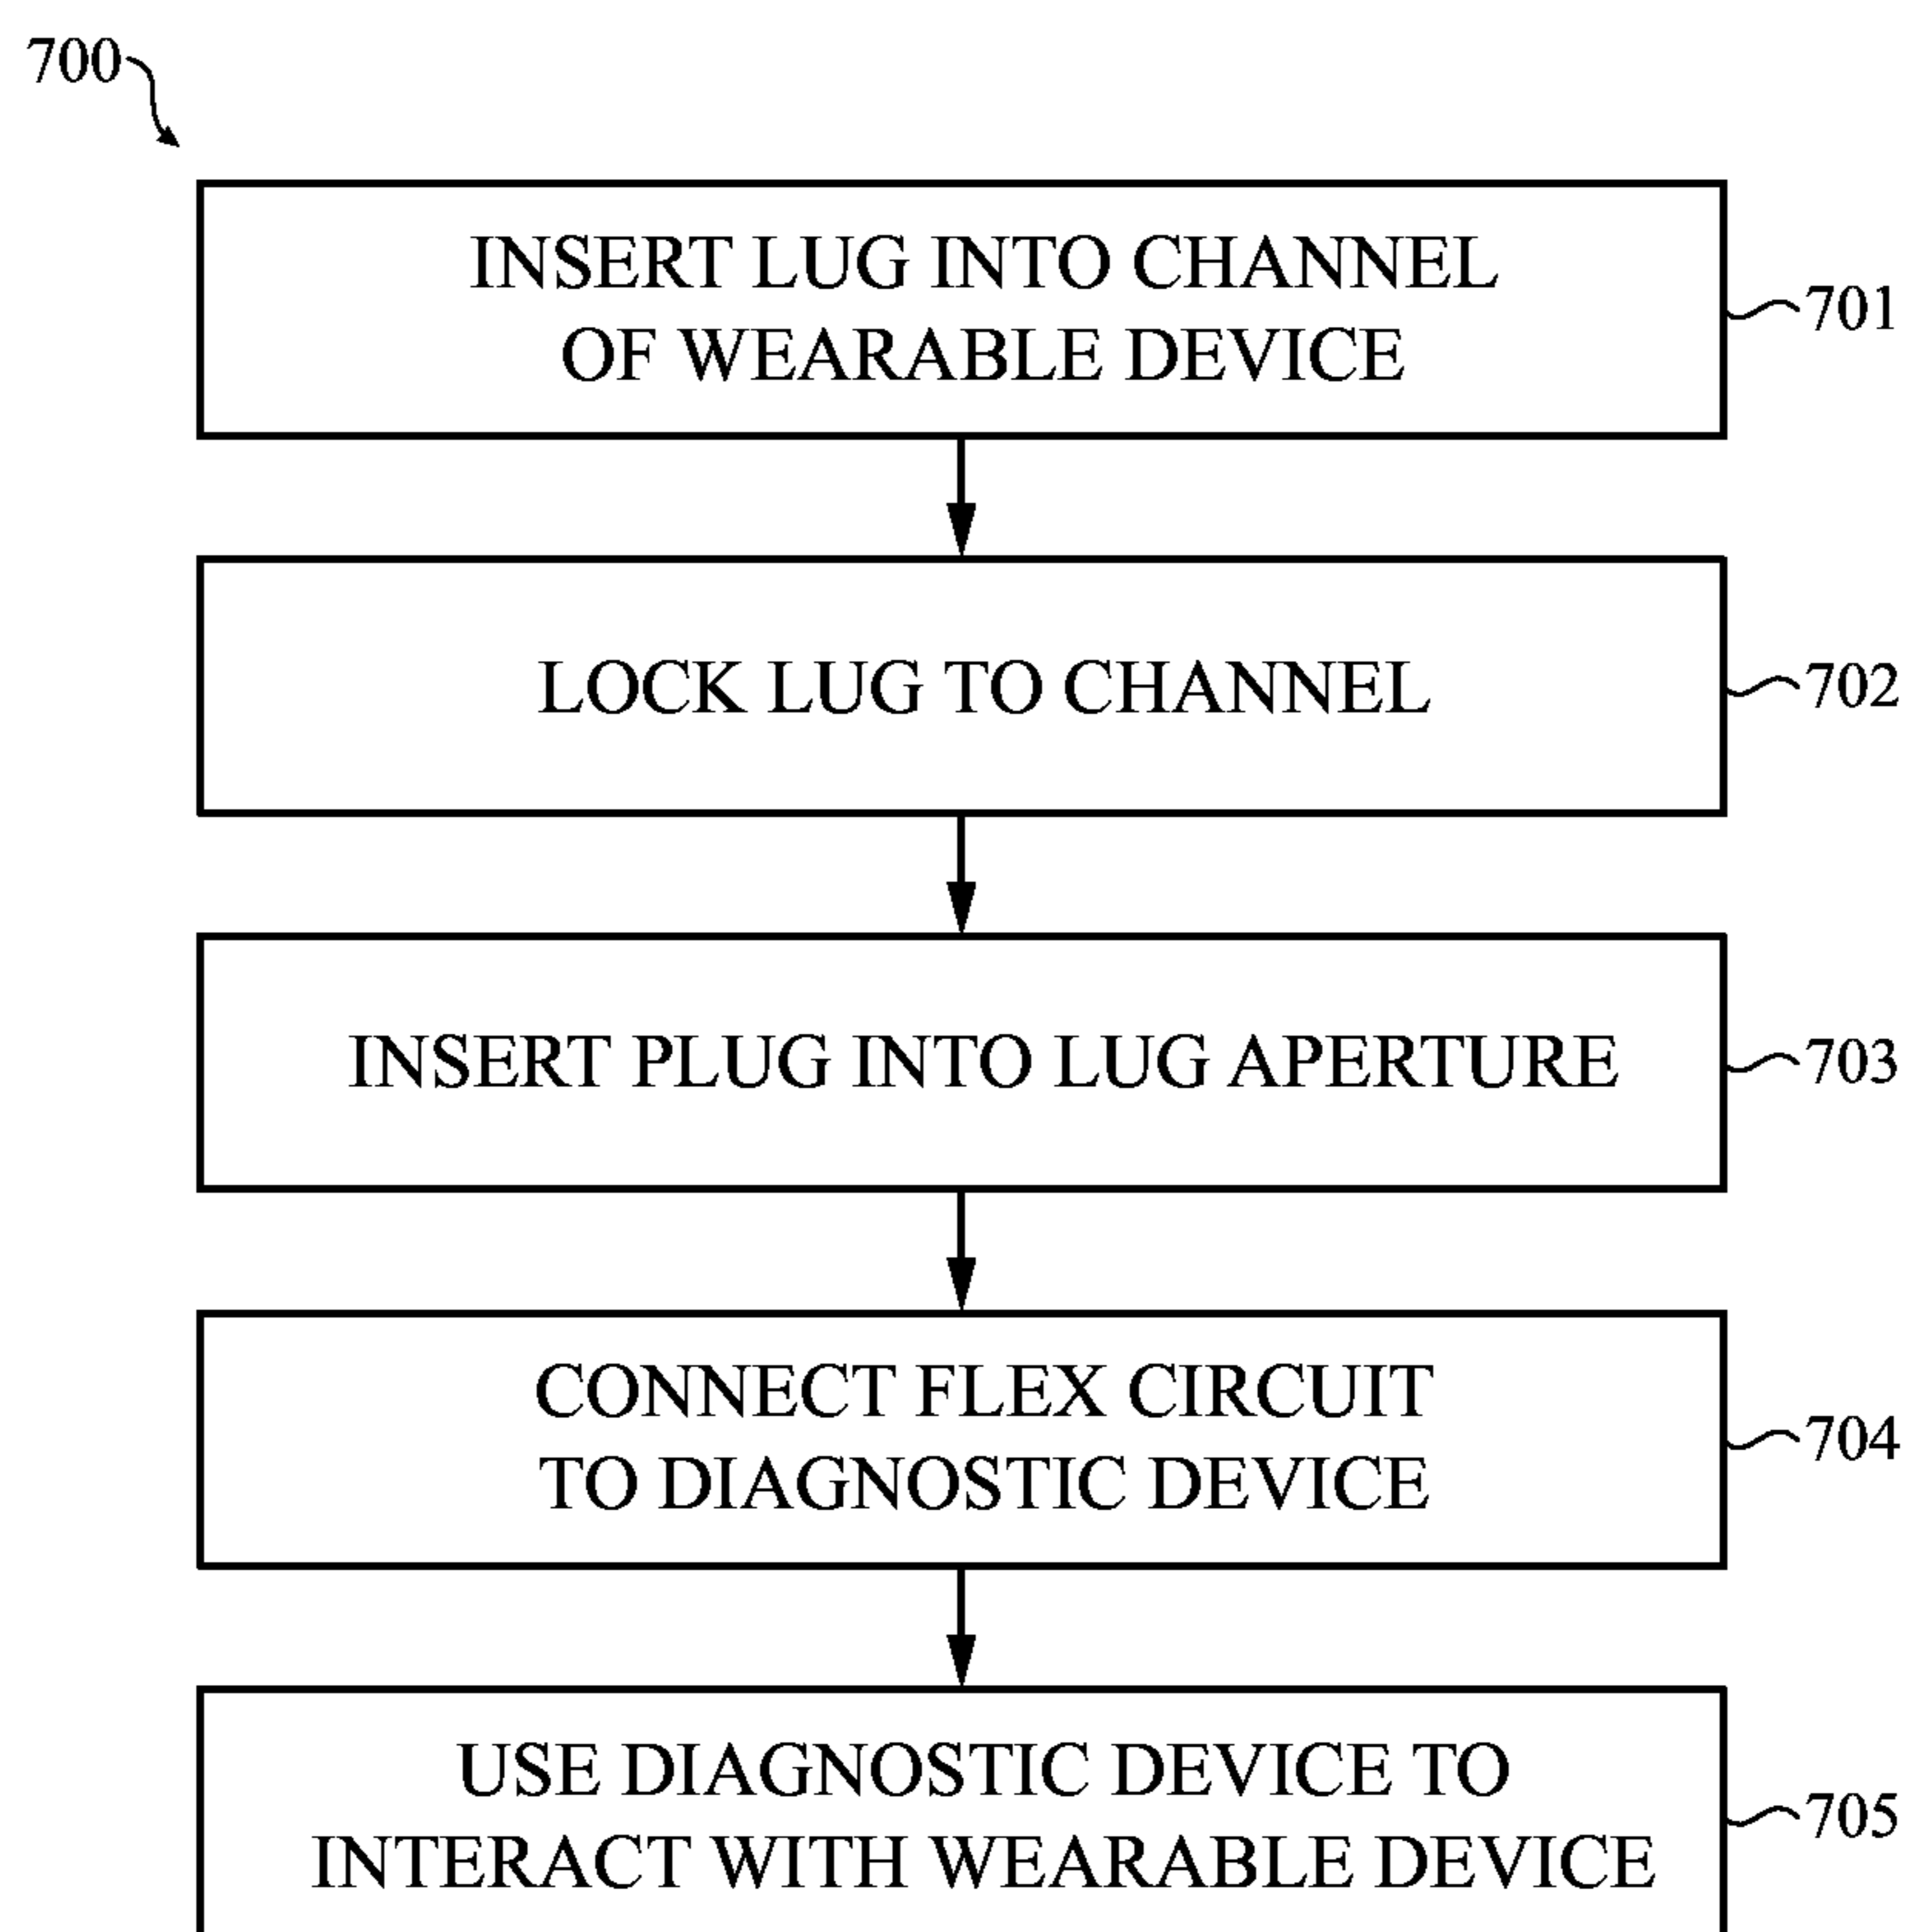 700
INSERT LUG INTO CHANNEL
OF WEARABLE DEVICE
701
LOCK LUG TO CHANNEL
702
INSERT PLUG INTO LUG APERTURE
703
CONNECT FLEX CIRCUIT
TO DIAGNOSTIC DEVICE
704
USE DIAGNOSTIC DEVICE TO
INTERACT WITH WEARABLE DEVICE
705